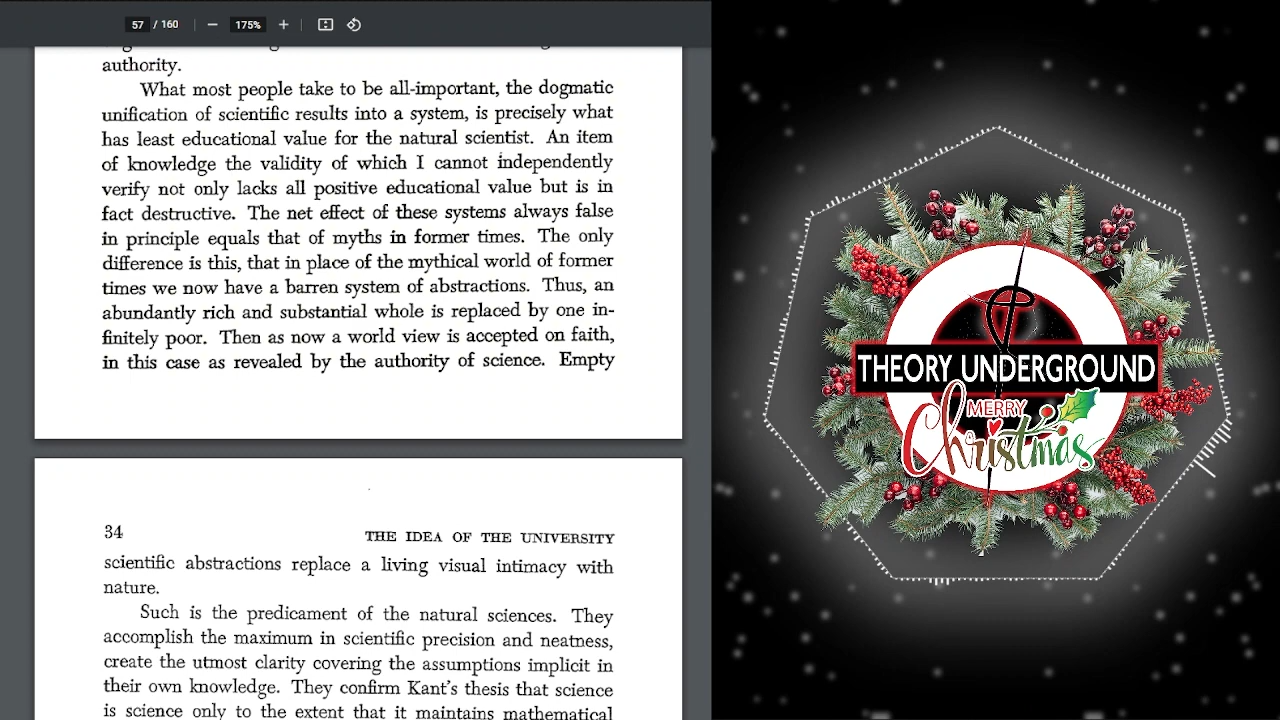 57 / 160
175%
authority.
What most people take to be all-important, the dogmatic
unification of scientific results into a system, is precisely what
has least educational value for the natural scientist. An item
of knowledge the validity of which I cannot independently
verify not only lacks all positive educational value but is in
fact destructive. The net effect of these systems always false
in principle equals that of myths in former times. The only
difference is this, that in place of the mythical world of former
times we now have a barren system of abstractions. Thus, an
abundantly rich and substantial whole is replaced by one in-
finitely poor. Then as now a world view is accepted on faith,
in this case as revealed by the authority of science. Empty
34
THE IDEA OF THE UNIVERSITY
scientific abstractions replace a living visual intimacy with
nature.
Such is the predicament of the natural sciences. They
accomplish the maximum in scientific precision and neatness,
create the utmost clarity covering the assumptions implicit in
their own knowledge. They confirm Kant's thesis that science
is science only to the extent that it maintains mathematical
THEORY UNDERGROUND
MERRY
Christmas